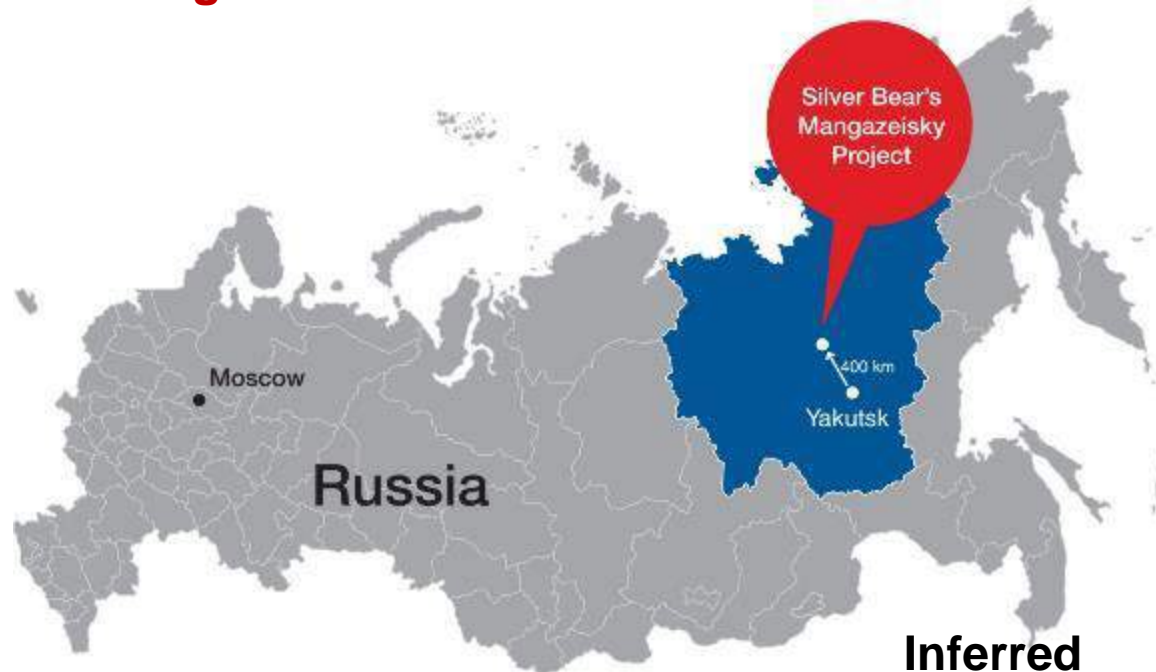 Silver Bear's
Mangazeisky
Project
400 km
Yakutsk
Moscow
Russia
Inferred